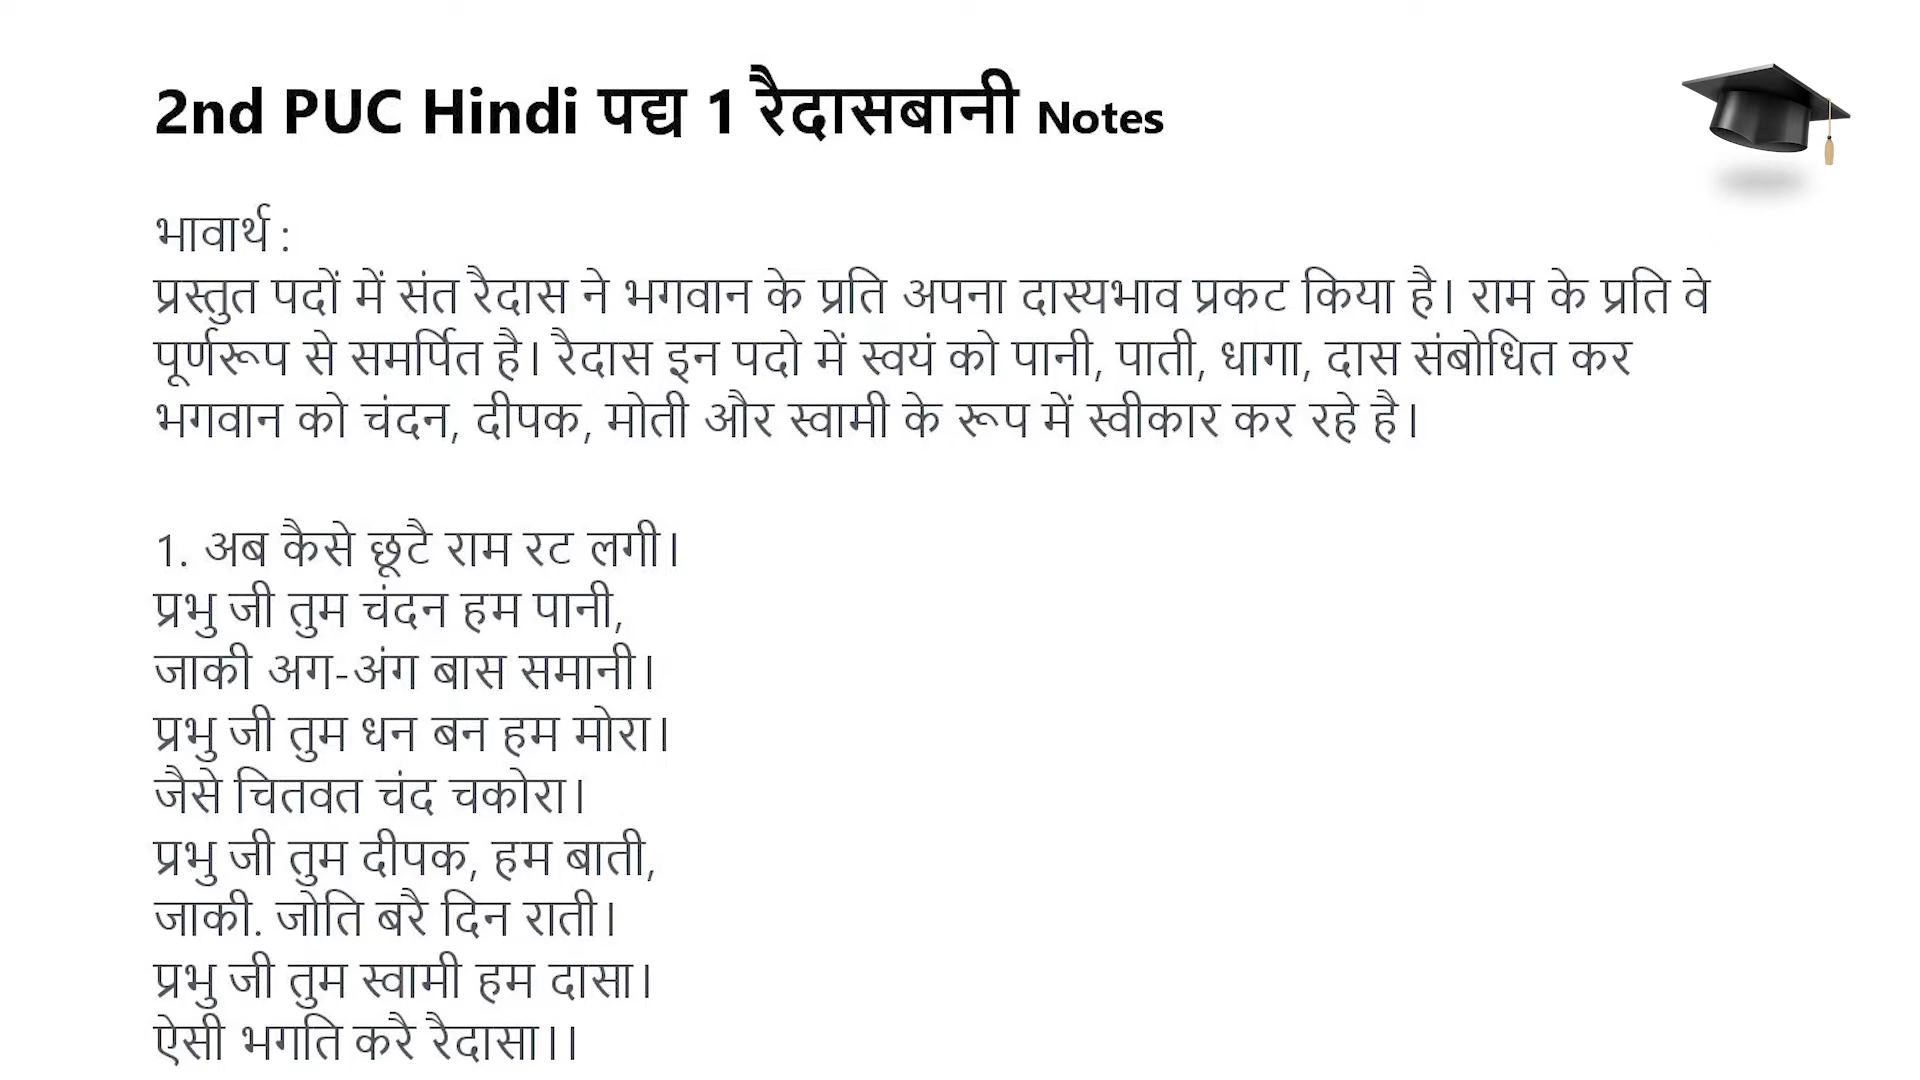 2nd PUC Hindi पद्य 1 रैदासबानी Notes
भावार्थ :
प्रस्तुत पदों में संत रैदास ने भगवान के प्रति अपना दास्यभाव प्रकट किया है। राम के प्रति वे
पूर्णरूप से समर्पित है। रैदास इन पदो में स्वयं को पानी, पाती, धागा, दास संबोधित कर
भगवान को चंदन, दीपक, मोती और स्वामी के रूप में स्वीकार कर रहे है।
1. अब कैसे छूटै राम रट लगी।
प्रभु जी तुम चंदन हम पानी,
जाकी अग-अंग बास समानी।
प्रभु जी तुम धन बन हम मोरा।
जैसे चितवत चंद चकोरा।
प्रभु जी तुम दीपक, हम बाती,
जाकी. जोति बरै दिन राती।
प्रभु जी तुम स्वामी हम दासा।
ऐसी भगति करै रैदासा।।